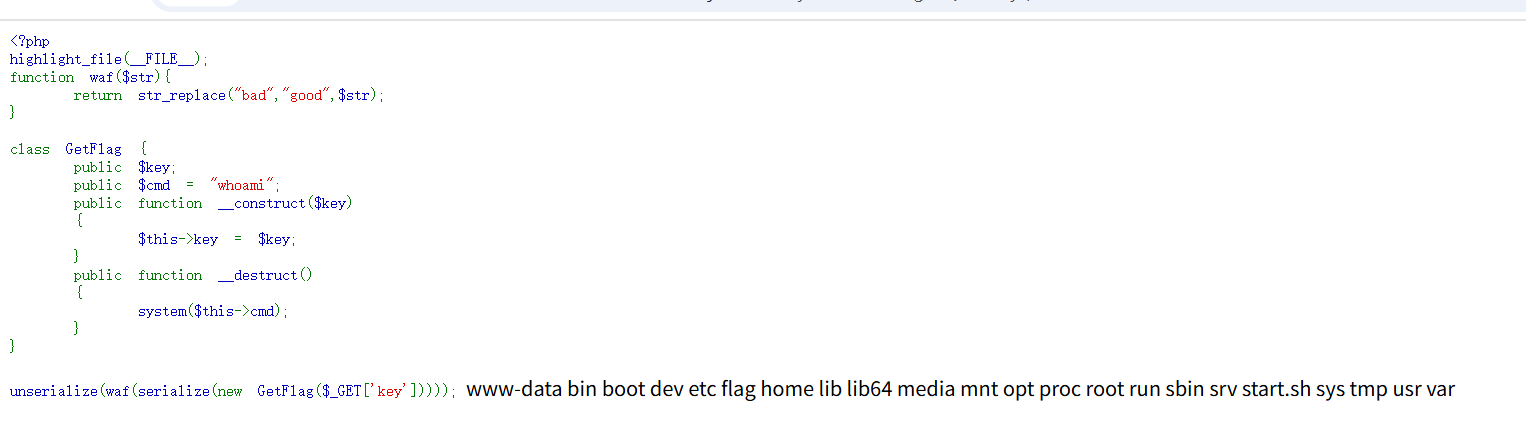 <?php
highlight_file(__FILE__);
function waf($str){
return str_replace("bad","good",$str);
}
class GetFlag {
public $key;
public $cmd = "whoami";
public function __construct($key)
{
$this->key = $key;
}
public function __destruct()
{
system($this->cmd);
}
}
unserialize(waf(serialize(new GetFlag($_GET['key'])))); www-data bin boot dev etc flag home lib lib64 media mnt opt proc root run sbin srv start.sh sys tmp usr var